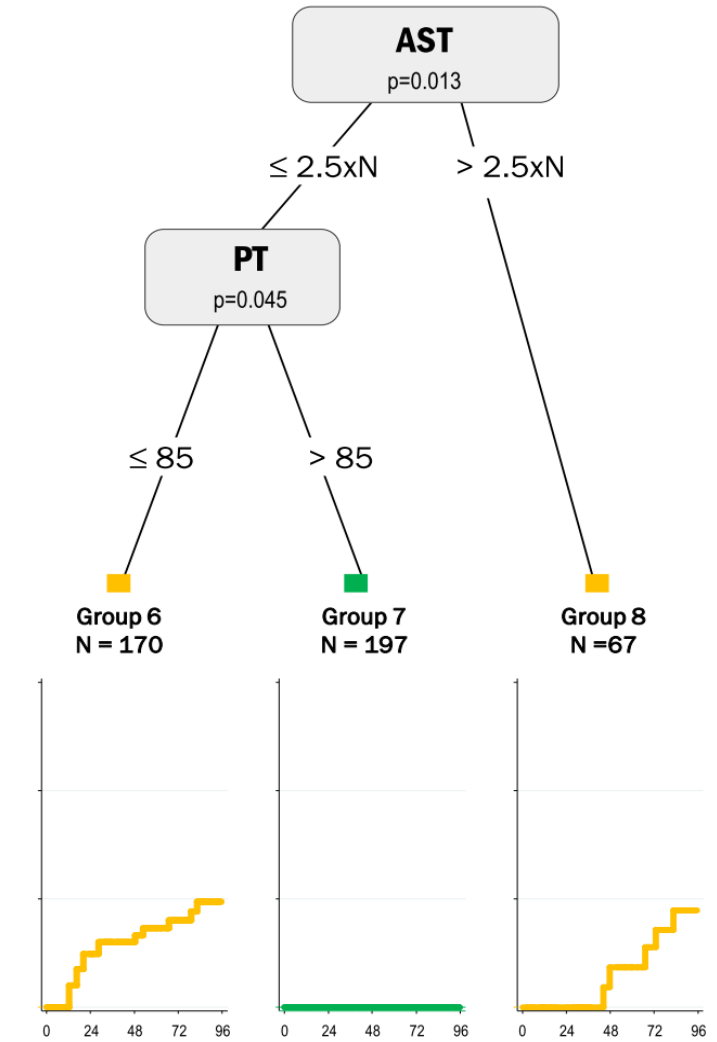 AST
p=0.013
≤ 2.5xN
> 2.5xN
PT
p=0.045
≤ 85
> 85
Group 6
N = 170
Group 7
N = 197
Group 8
N =67
0 24 48 72 96
0 24 48 72 96
0 24 48 72 96